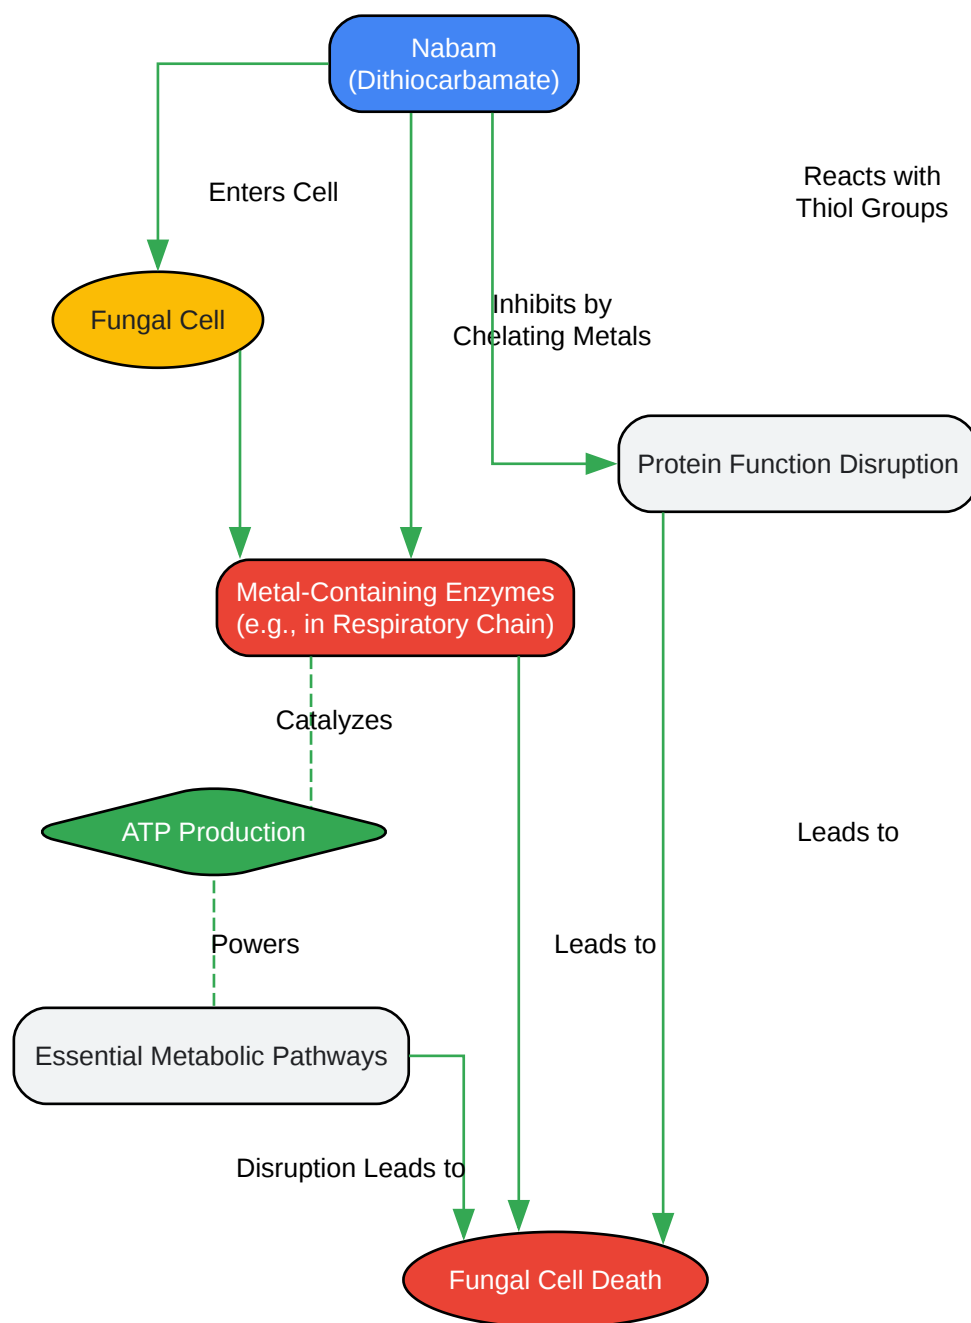 Nabam
(Dithiocarbamate)
Enters Cell
Reacts with
Thiol Groups
Fungal Cell
Inhibits by
Chelating Metals
Protein Function Disruption
Metal-Containing Enzymes
(e.g., in Respiratory Chain)
Catalyzes
ATP Production
Leads to
Powers
Leads to
Essential Metabolic Pathways
Disruption Leads to
Fungal Cell Death